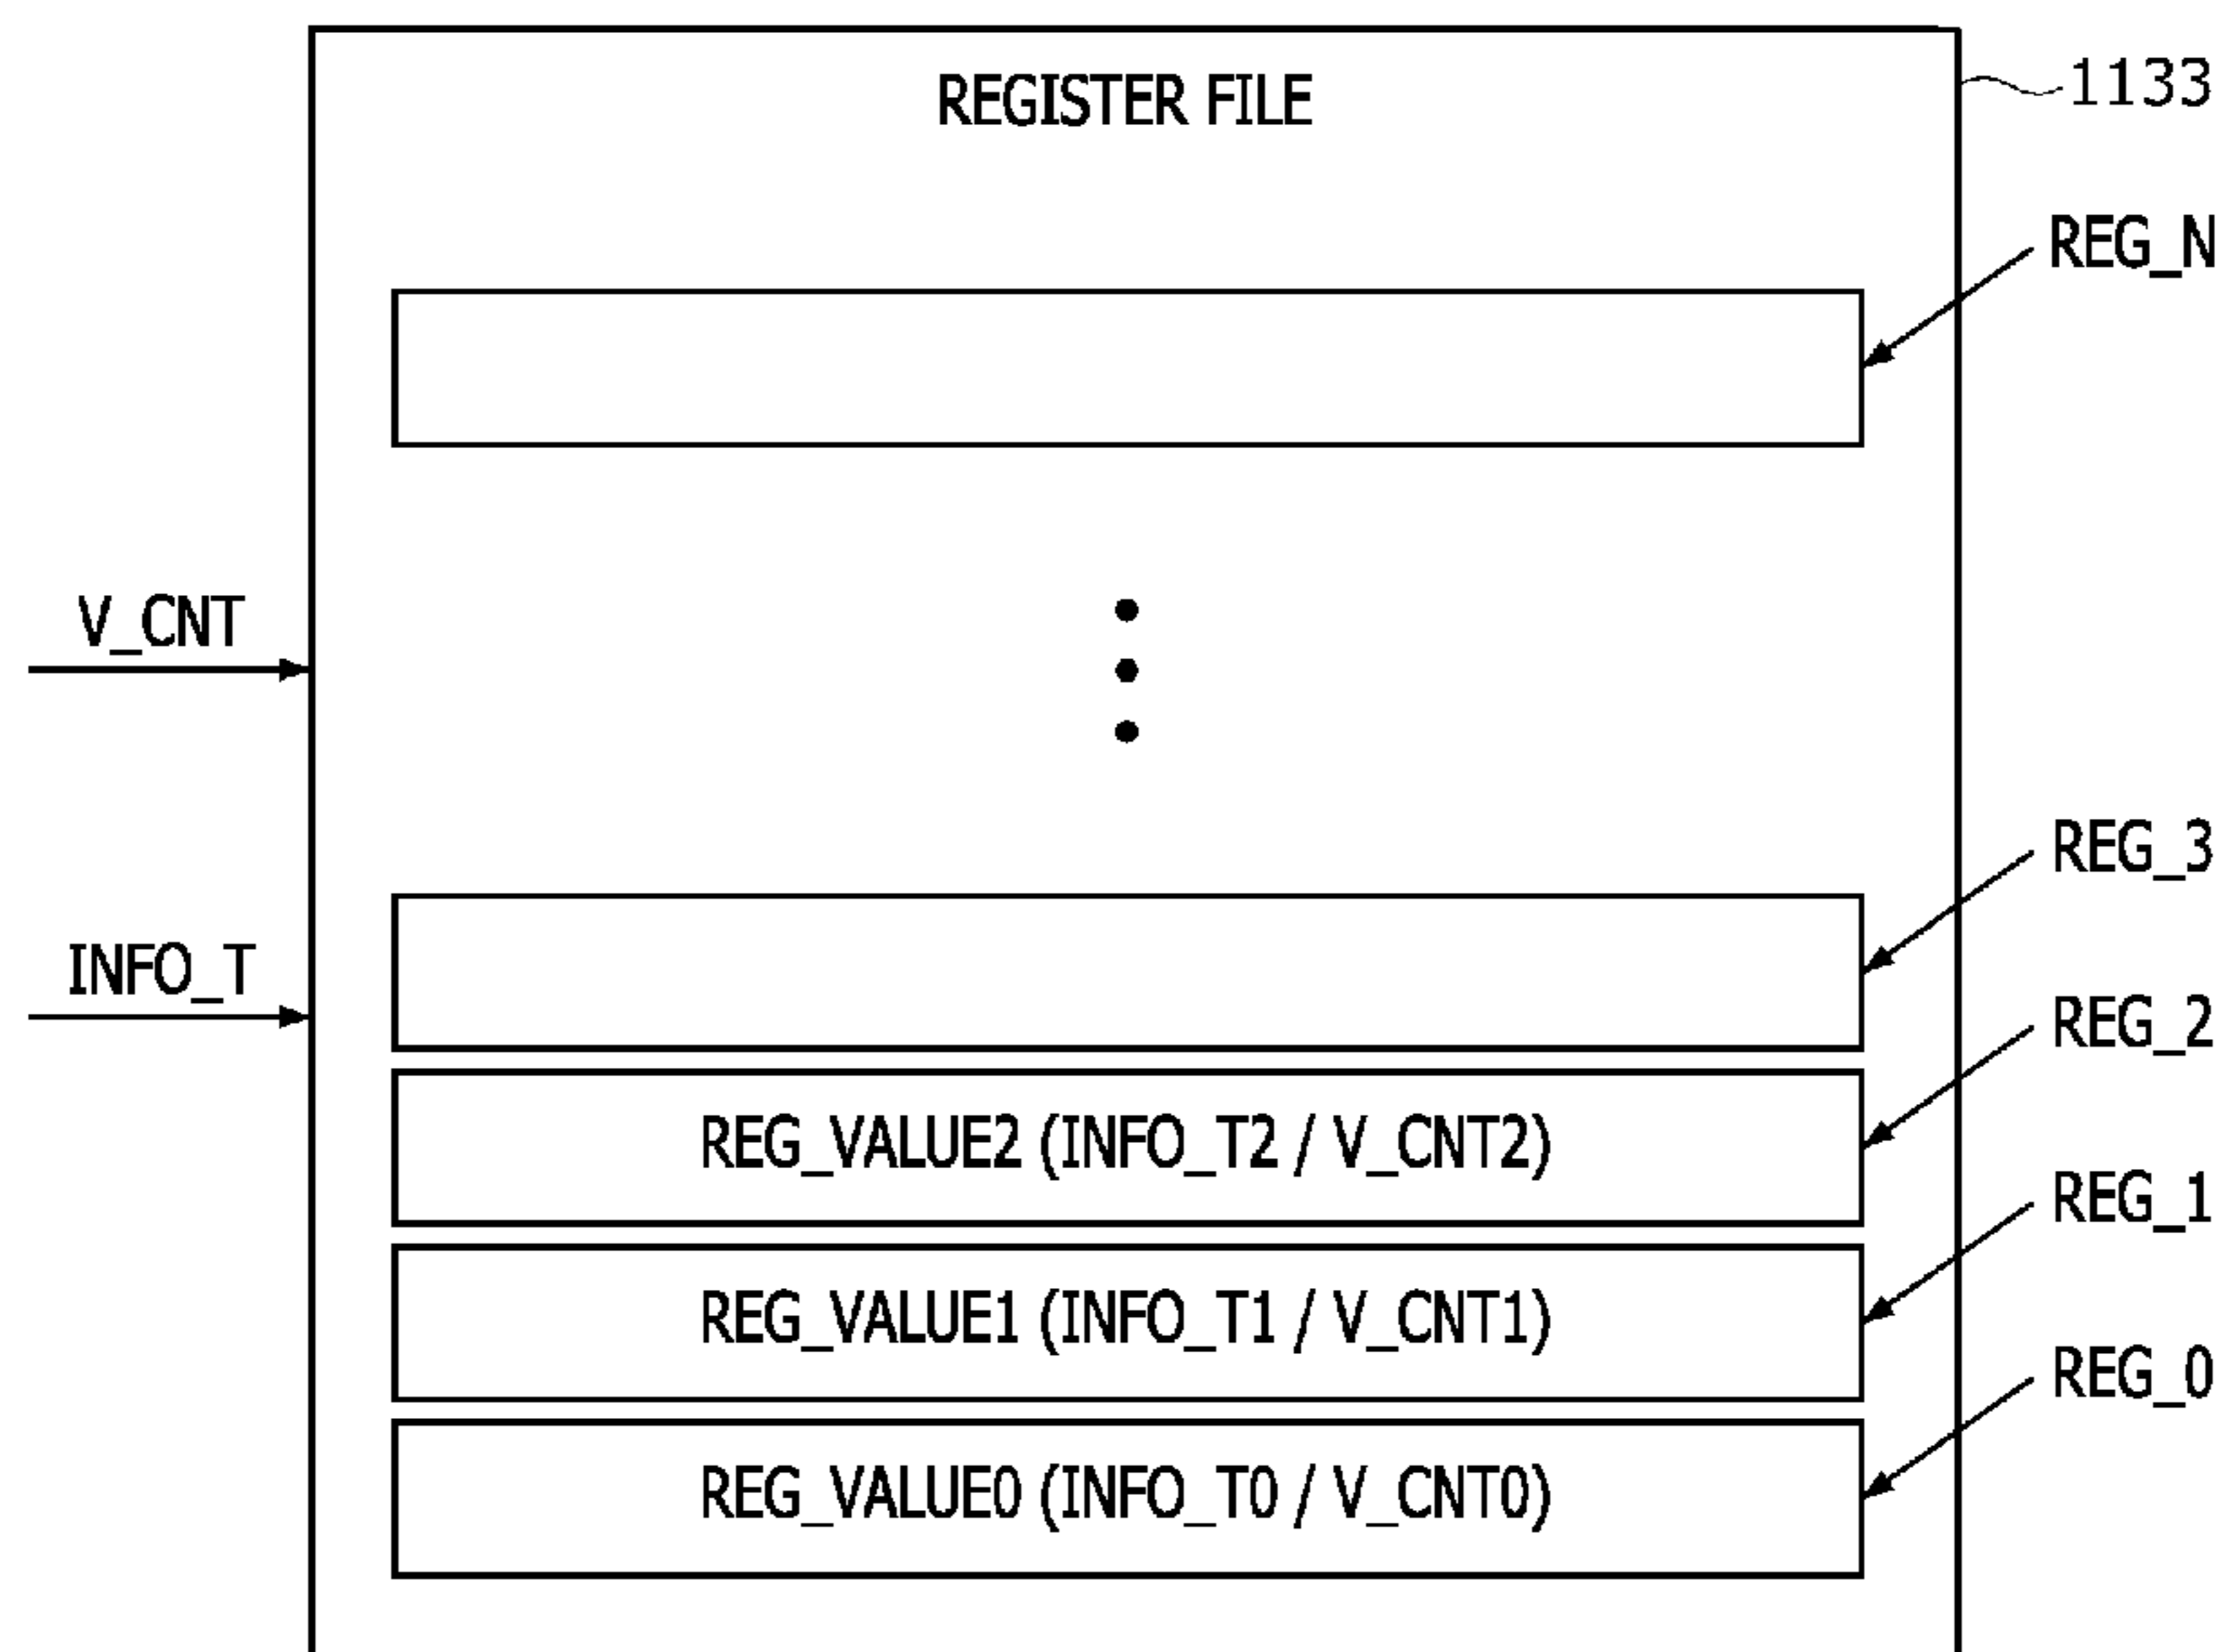 REGISTER FILE
1133
REG_N
V_CNT
REG_3
INFO_T
REG_2
REG_VALUE2 (INFO_T2 / V_CNT2)
REG_1
REG_VALUE1 (INFO_T1 / V_CNT1)
REG_0
REG_VALUE0 (INFO_T0 / V_CNT0)